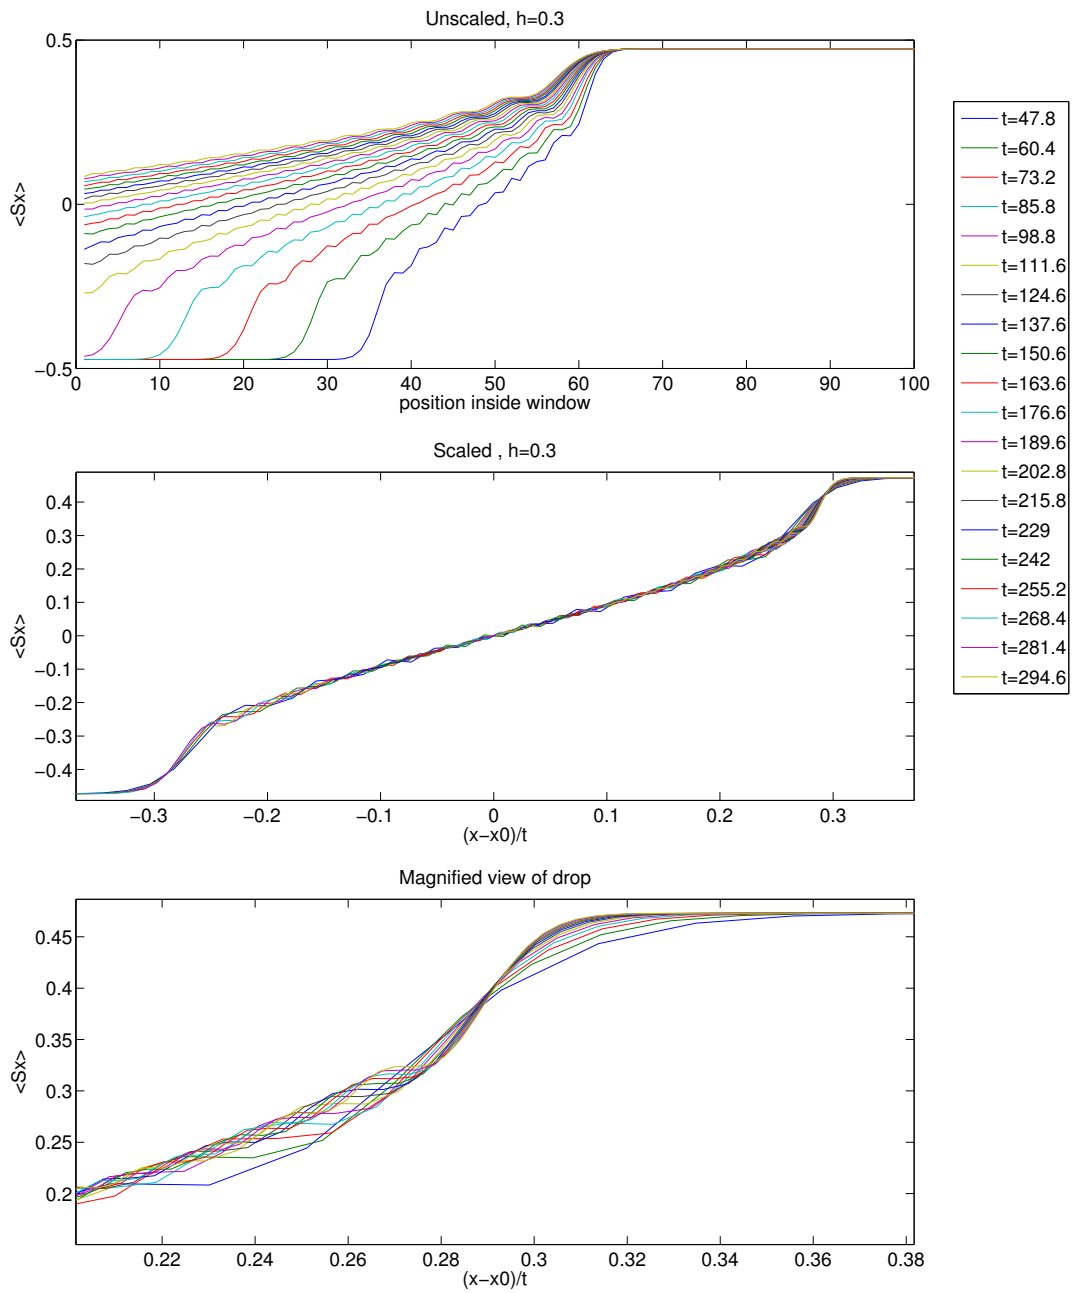 Unscaled, h=0.3
0.5
0
−0.5
<Sx>
0 10 20 30 40 50 60 70 80 90 100
position inside window
t=47.8
t=60.4
t=73.2
t=85.8
t=98.8
t=111.6
t=124.6
t=137.6
t=150.6
t=163.6
t=176.6
t=189.6
t=202.8
t=215.8
t=229
t=242
t=255.2
t=268.4
t=281.4
t=294.6
Scaled , h=0.3
0.4
0.3
0.2
0.1
0
−0.1
−0.2
−0.3
−0.4
<Sx>
−0.3 −0.2 −0.1 0 0.1 0.2 0.3
(x−x0)/t
Magnified view of drop
0.45
0.4
0.35
0.3
0.25
0.2
<Sx>
0.22 0.24 0.26 0.28 0.3 0.32 0.34 0.36 0.38
(x−x0)/t